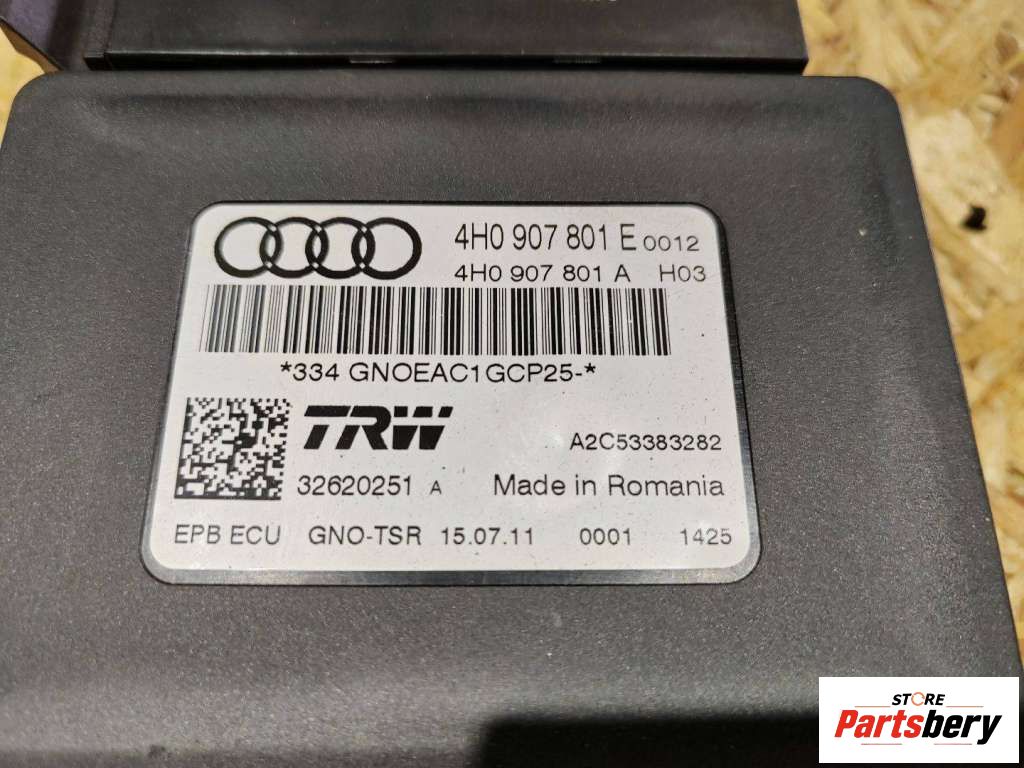 4H0 907 801 E 0012
4H0 907 801 A H03
*334 GNOEAC1GCP25-*
TRW
A2C53383282
32620251 A Made in Romania
EPB ECU GNO-TSR 15.07.11 0001 1425
STORE
Partsbery